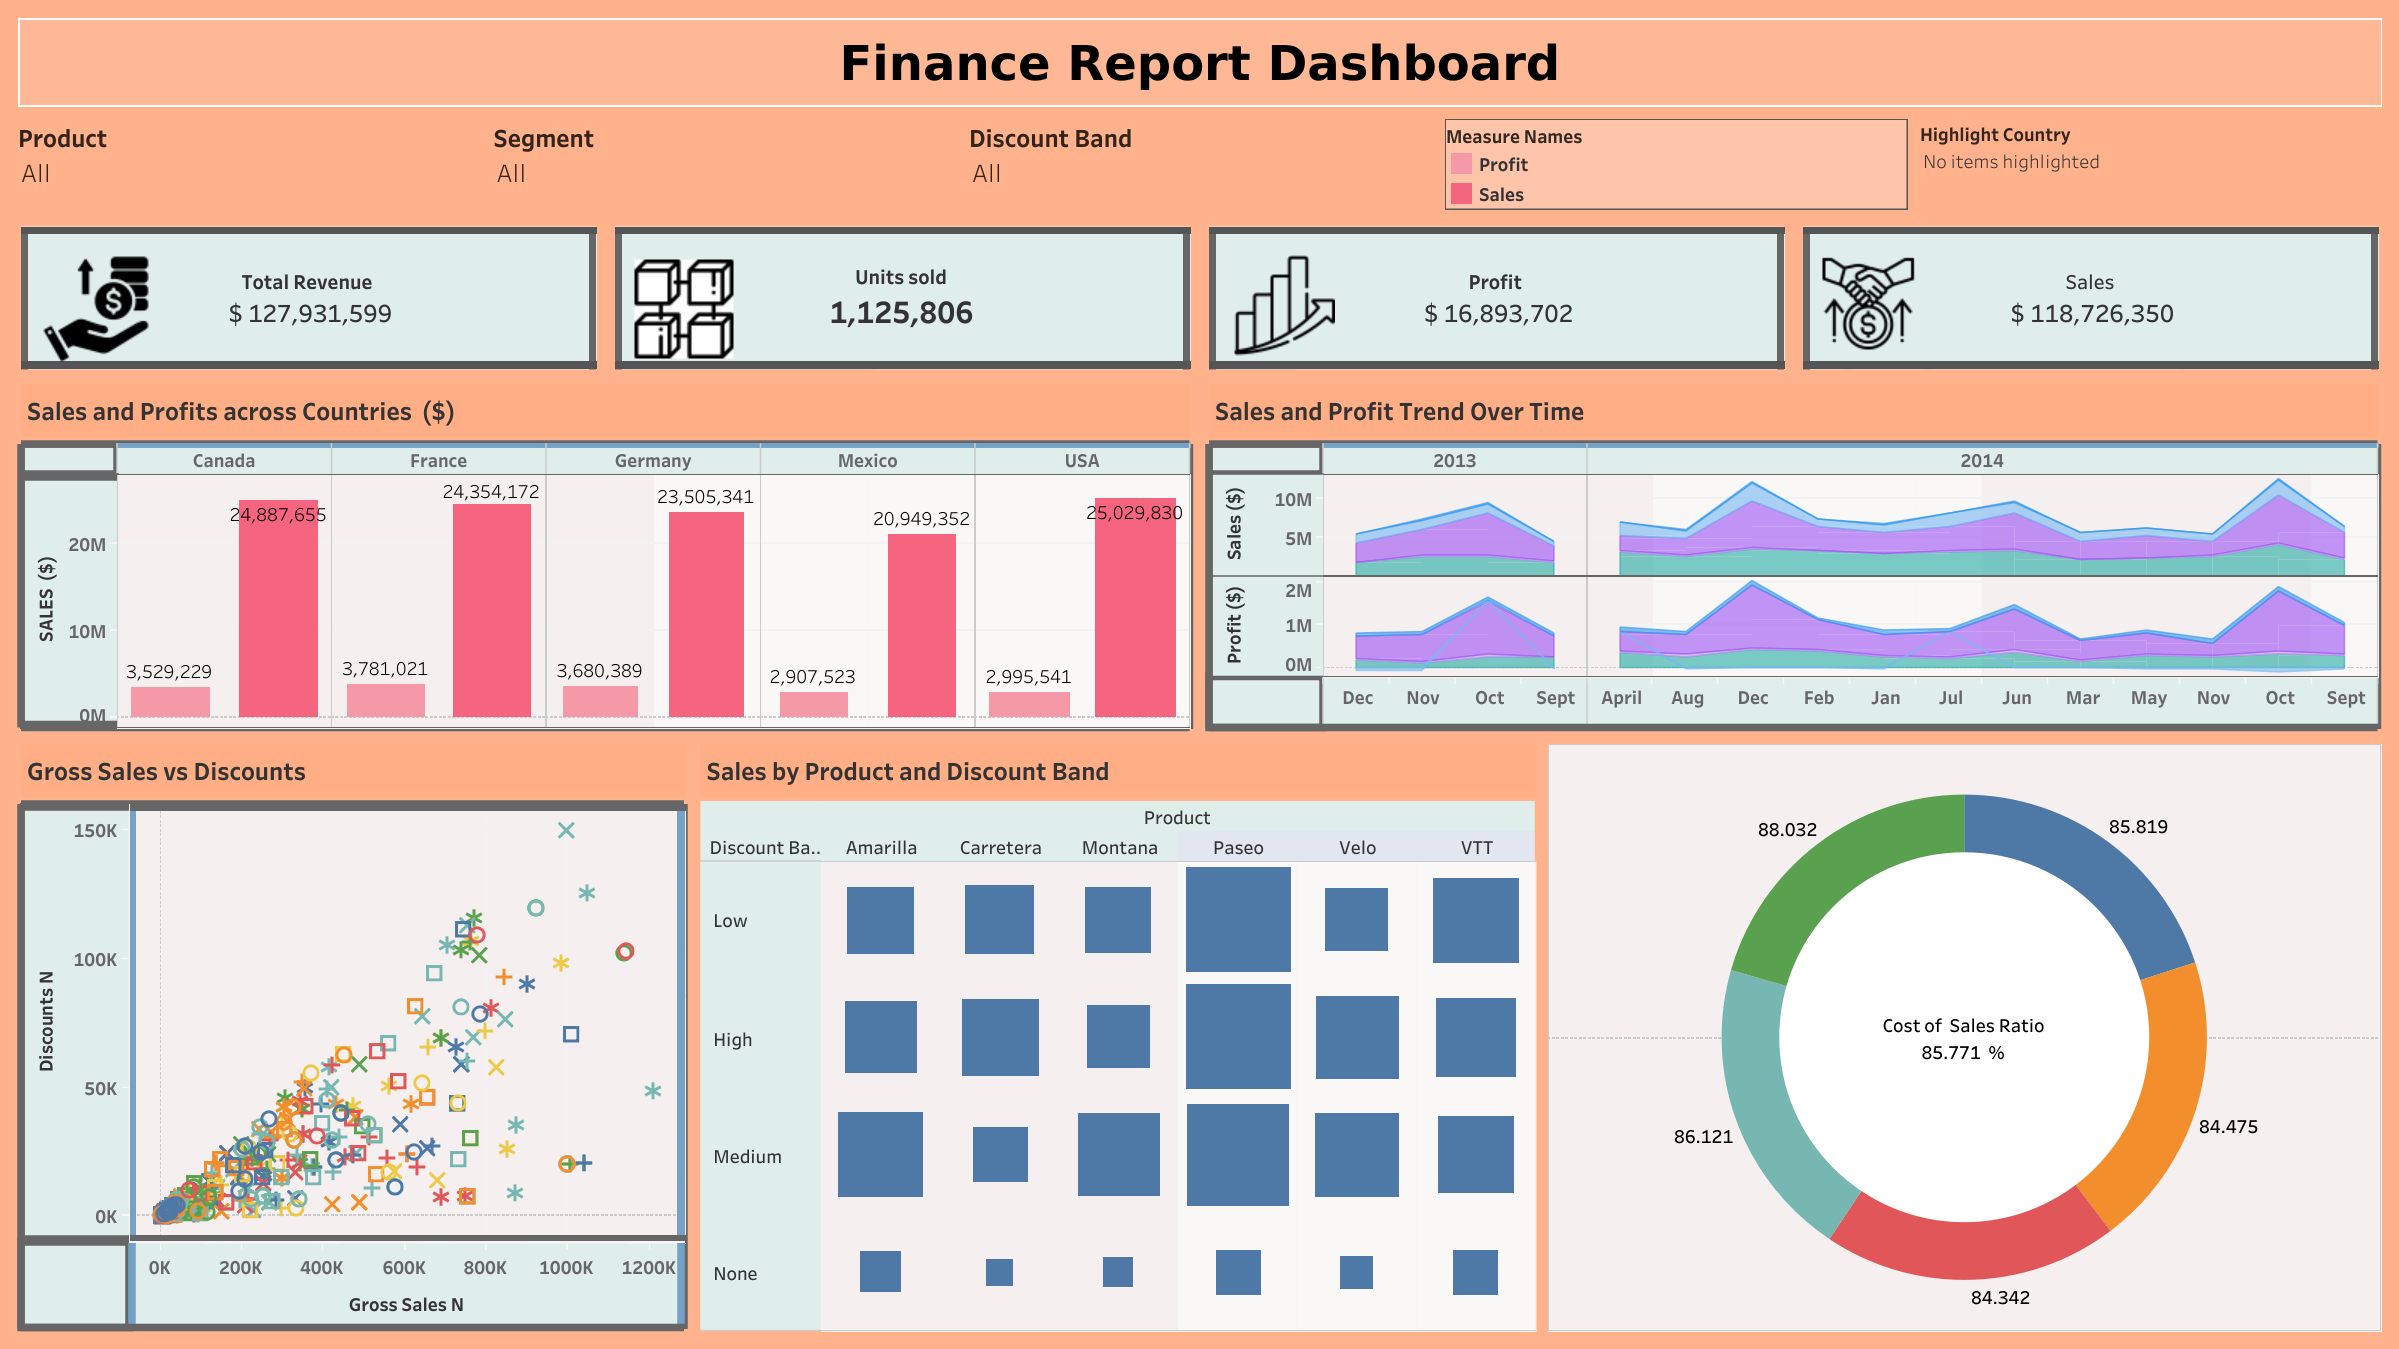 Finance Report Dashboard
Product
All
Segment
All
Discount Band
All
Measure Names
Profit
Sales
Highlight Country
No items highlighted
Total Revenue
$ 127,931,599
Units sold
1,125,806
Profit
$ 16,893,702
Sales
$ 118,726,350
Sales and Profits across Countries ($)
Canada France Germany Mexico USA
SALES ($)
20M
10M
0M
3,529,229
24,887,655
3,781,021
24,354,172
3,680,389
23,505,341
2,907,523
20,949,352
2,995,541
25,029,830
Sales and Profit Trend Over Time
2013 2014
Sales ($)
10M
5M
Profit ($)
2M
1M
0M
Dec Nov Oct Sept April Aug Dec Feb Jan Jul Jun Mar May Nov Oct Sept
Gross Sales vs Discounts
Discounts N
150K
100K
50K
0K
0K 200K 400K 600K 800K 1000K 1200K
Gross Sales N
Sales by Product and Discount Band
Product
Discount Ba.. Amarilla Carretera Montana Paseo Velo VTT
Low
High
Medium
None
88.032
85.819
86.121
84.475
84.342
Cost of Sales Ratio
85.771 %